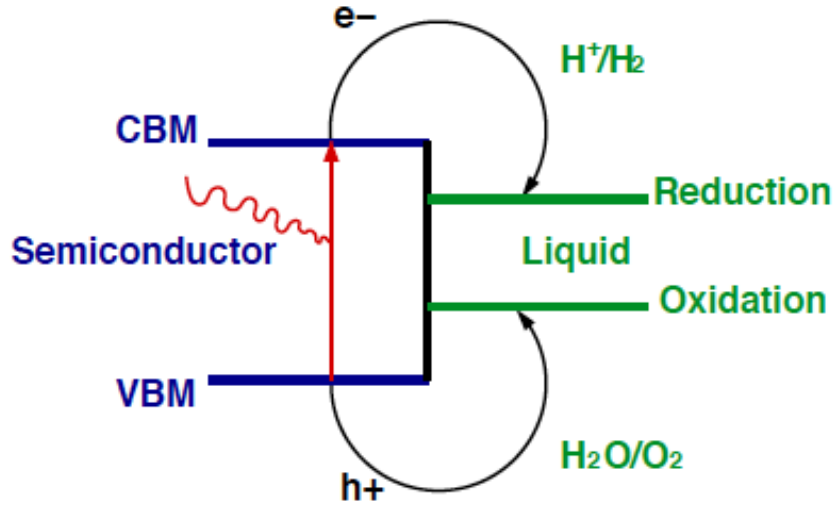 e–
H⁺/H₂
CBM
Reduction
Semiconductor
Liquid
Oxidation
VBM
H₂O/O₂
h+